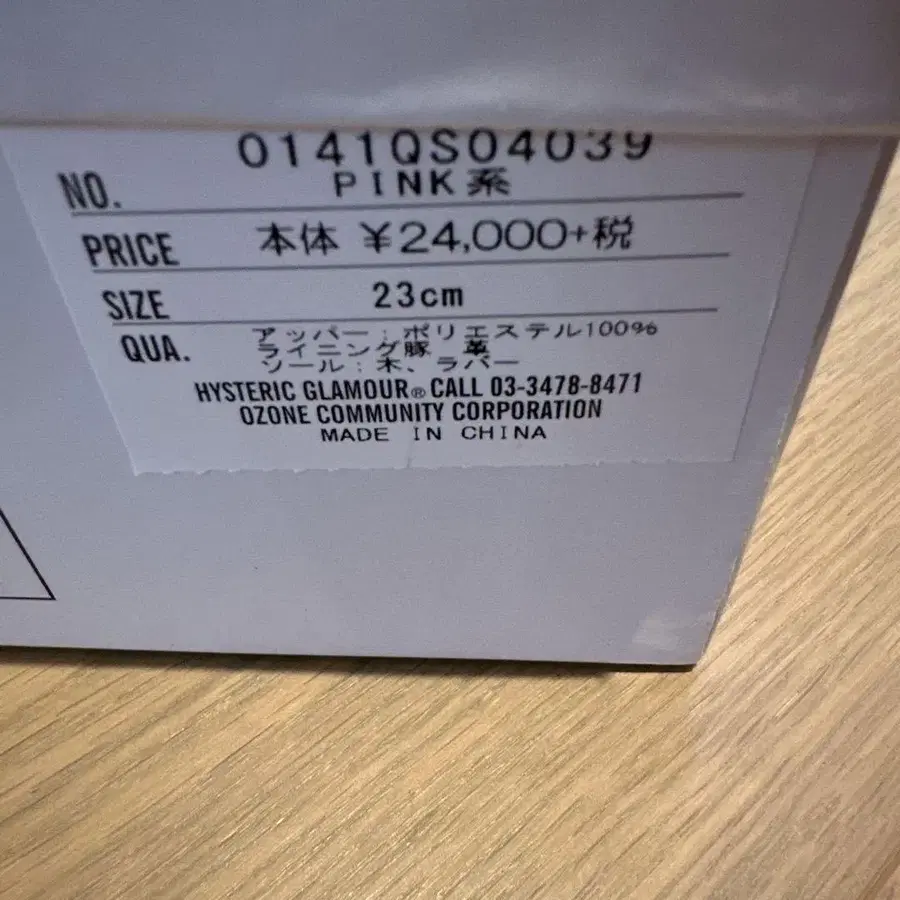 0141QS04039
NO. PINK系
PRICE 本体 ¥24,000+税
SIZE 23cm
QUA. アッパー:ポリエステル100%
ライニング豚 革
ソール:木、ラバー
HYSTERIC GLAMOUR® CALL 03-3478-8471
OZONE COMMUNITY CORPORATION
MADE IN CHINA